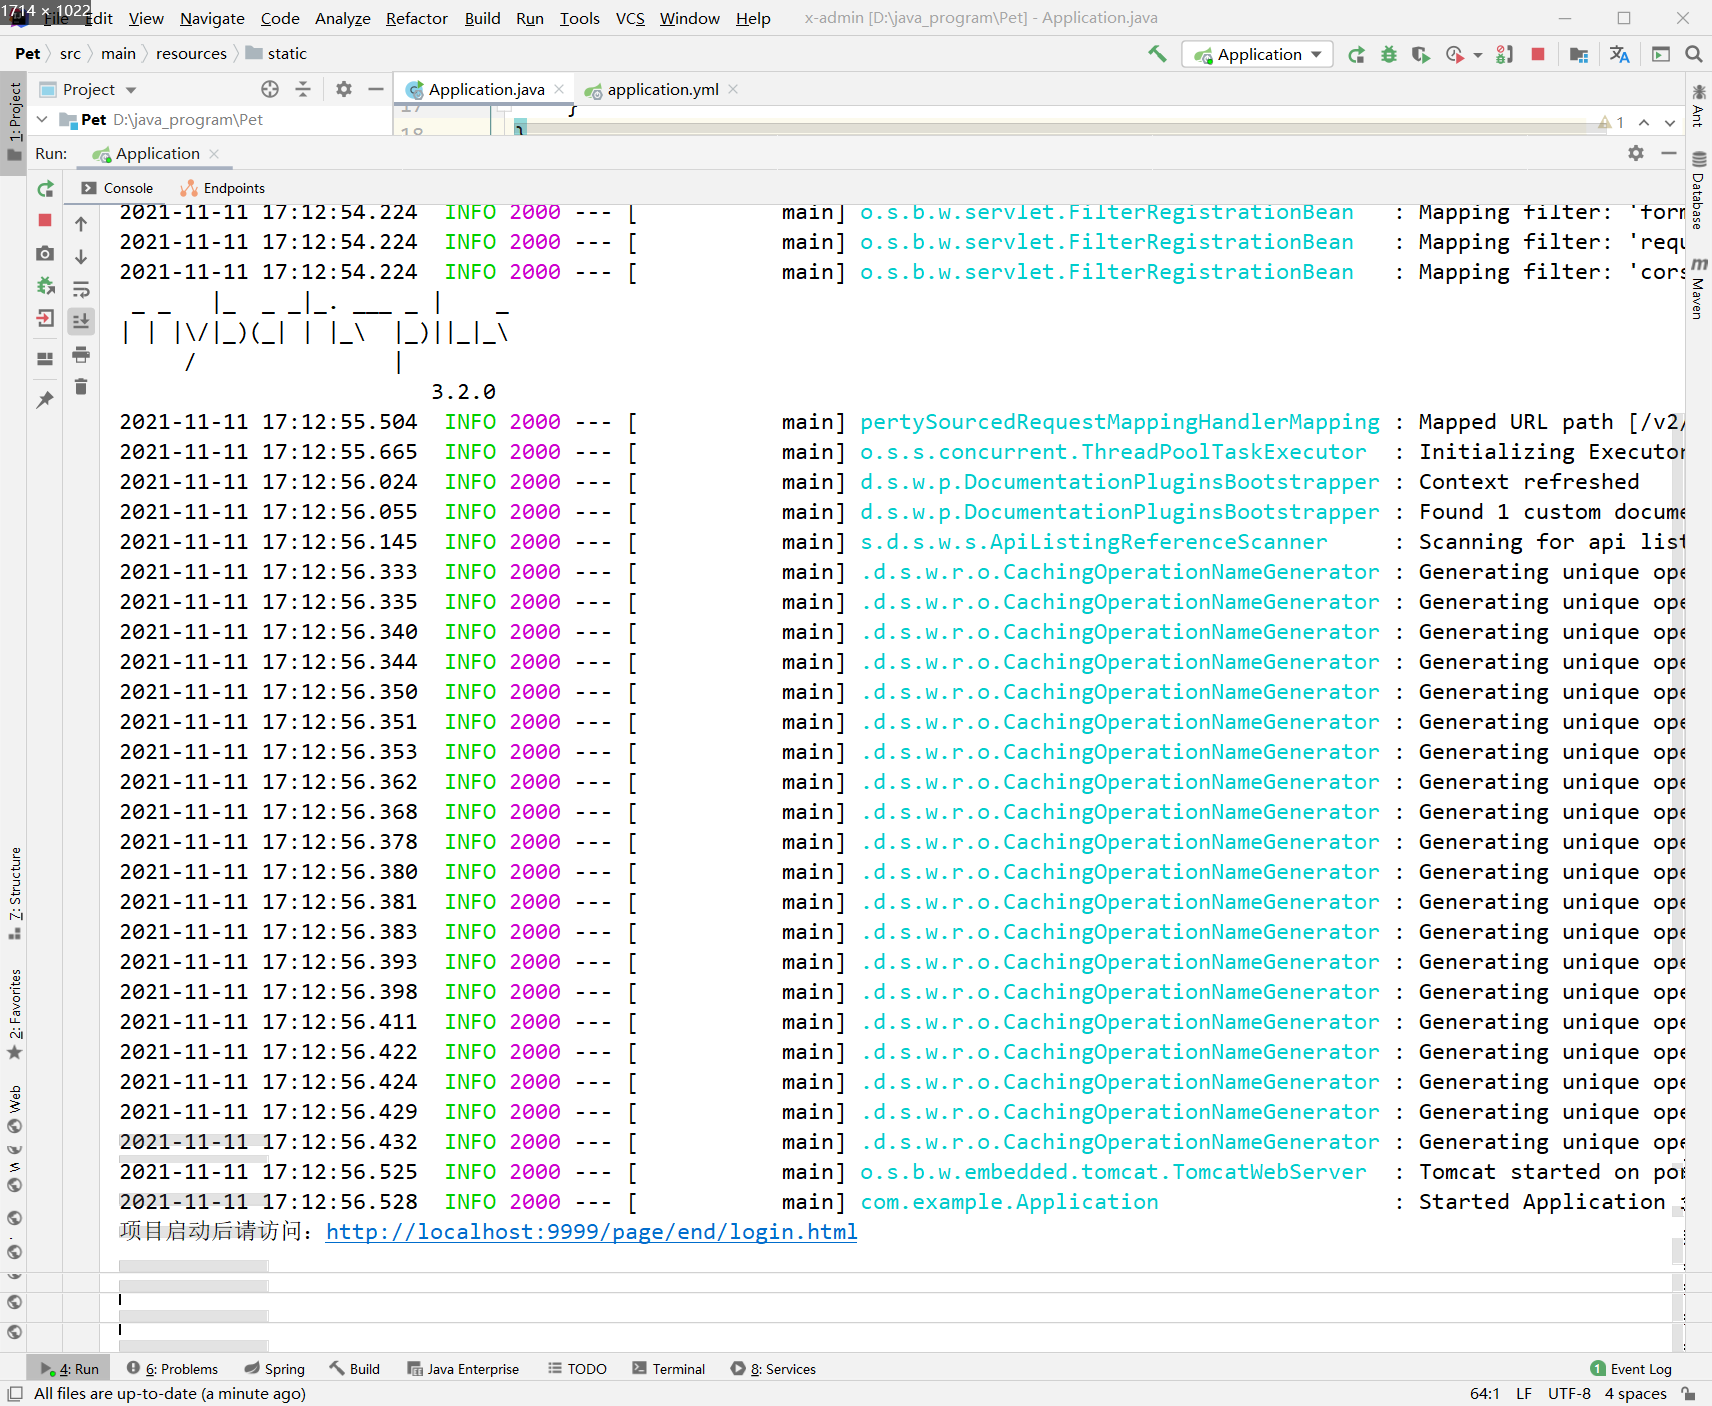 1714 × 1022
File Edit View Navigate Code Analyze Refactor Build Run Tools VCS Window Help x-admin [D:\java_program\Pet] - Application.java
Pet src main resources static Application
1: Project
Project
Application.java
application.yml
17 }
Pet D:\java_program\Pet
18 }
1
Ant
Run: Application
Console
Endpoints
Database
Maven
2021-11-11 17:12:54.224 INFO 2000 --- [ main] o.s.b.w.servlet.FilterRegistrationBean : Mapping filter: 'for
2021-11-11 17:12:54.224 INFO 2000 --- [ main] o.s.b.w.servlet.FilterRegistrationBean : Mapping filter: 'requ
2021-11-11 17:12:54.224 INFO 2000 --- [ main] o.s.b.w.servlet.FilterRegistrationBean : Mapping filter: 'cors
 _ _   |_  _ _|_. ___ _ |    _
| | |\/|_)(_| | |_\  |_)||_|_\
     /               |
3.2.0
2021-11-11 17:12:55.504 INFO 2000 --- [ main] pertySourcedRequestMappingHandlerMapping : Mapped URL path [/v2/
2021-11-11 17:12:55.665 INFO 2000 --- [ main] o.s.s.concurrent.ThreadPoolTaskExecutor : Initializing Executor
2021-11-11 17:12:56.024 INFO 2000 --- [ main] d.s.w.p.DocumentationPluginsBootstrapper : Context refreshed
2021-11-11 17:12:56.055 INFO 2000 --- [ main] d.s.w.p.DocumentationPluginsBootstrapper : Found 1 custom docume
2021-11-11 17:12:56.145 INFO 2000 --- [ main] s.d.s.w.s.ApiListingReferenceScanner : Scanning for api list
2021-11-11 17:12:56.333 INFO 2000 --- [ main] .d.s.w.r.o.CachingOperationNameGenerator : Generating unique ope
2021-11-11 17:12:56.335 INFO 2000 --- [ main] .d.s.w.r.o.CachingOperationNameGenerator : Generating unique ope
2021-11-11 17:12:56.340 INFO 2000 --- [ main] .d.s.w.r.o.CachingOperationNameGenerator : Generating unique ope
2021-11-11 17:12:56.344 INFO 2000 --- [ main] .d.s.w.r.o.CachingOperationNameGenerator : Generating unique ope
2021-11-11 17:12:56.350 INFO 2000 --- [ main] .d.s.w.r.o.CachingOperationNameGenerator : Generating unique ope
2021-11-11 17:12:56.351 INFO 2000 --- [ main] .d.s.w.r.o.CachingOperationNameGenerator : Generating unique ope
2021-11-11 17:12:56.353 INFO 2000 --- [ main] .d.s.w.r.o.CachingOperationNameGenerator : Generating unique ope
2021-11-11 17:12:56.362 INFO 2000 --- [ main] .d.s.w.r.o.CachingOperationNameGenerator : Generating unique ope
2021-11-11 17:12:56.368 INFO 2000 --- [ main] .d.s.w.r.o.CachingOperationNameGenerator : Generating unique ope
2021-11-11 17:12:56.378 INFO 2000 --- [ main] .d.s.w.r.o.CachingOperationNameGenerator : Generating unique ope
2021-11-11 17:12:56.380 INFO 2000 --- [ main] .d.s.w.r.o.CachingOperationNameGenerator : Generating unique ope
2021-11-11 17:12:56.381 INFO 2000 --- [ main] .d.s.w.r.o.CachingOperationNameGenerator : Generating unique ope
2021-11-11 17:12:56.383 INFO 2000 --- [ main] .d.s.w.r.o.CachingOperationNameGenerator : Generating unique ope
2021-11-11 17:12:56.393 INFO 2000 --- [ main] .d.s.w.r.o.CachingOperationNameGenerator : Generating unique ope
2021-11-11 17:12:56.398 INFO 2000 --- [ main] .d.s.w.r.o.CachingOperationNameGenerator : Generating unique ope
2021-11-11 17:12:56.411 INFO 2000 --- [ main] .d.s.w.r.o.CachingOperationNameGenerator : Generating unique ope
2021-11-11 17:12:56.422 INFO 2000 --- [ main] .d.s.w.r.o.CachingOperationNameGenerator : Generating unique ope
2021-11-11 17:12:56.424 INFO 2000 --- [ main] .d.s.w.r.o.CachingOperationNameGenerator : Generating unique ope
2021-11-11 17:12:56.429 INFO 2000 --- [ main] .d.s.w.r.o.CachingOperationNameGenerator : Generating unique ope
2021-11-11 17:12:56.432 INFO 2000 --- [ main] .d.s.w.r.o.CachingOperationNameGenerator : Generating unique ope
2021-11-11 17:12:56.525 INFO 2000 --- [ main] o.s.b.w.embedded.tomcat.TomcatWebServer : Tomcat started on po
2021-11-11 17:12:56.528 INFO 2000 --- [ main] com.example.Application : Started Application
项目启动后请访问：http://localhost:9999/page/end/login.html
7: Structure
2: Favorites
Web
4: Run 6: Problems Spring Build Java Enterprise TODO Terminal 8: Services 1 Event Log
All files are up-to-date (a minute ago) 64:1 LF UTF-8 4 spaces